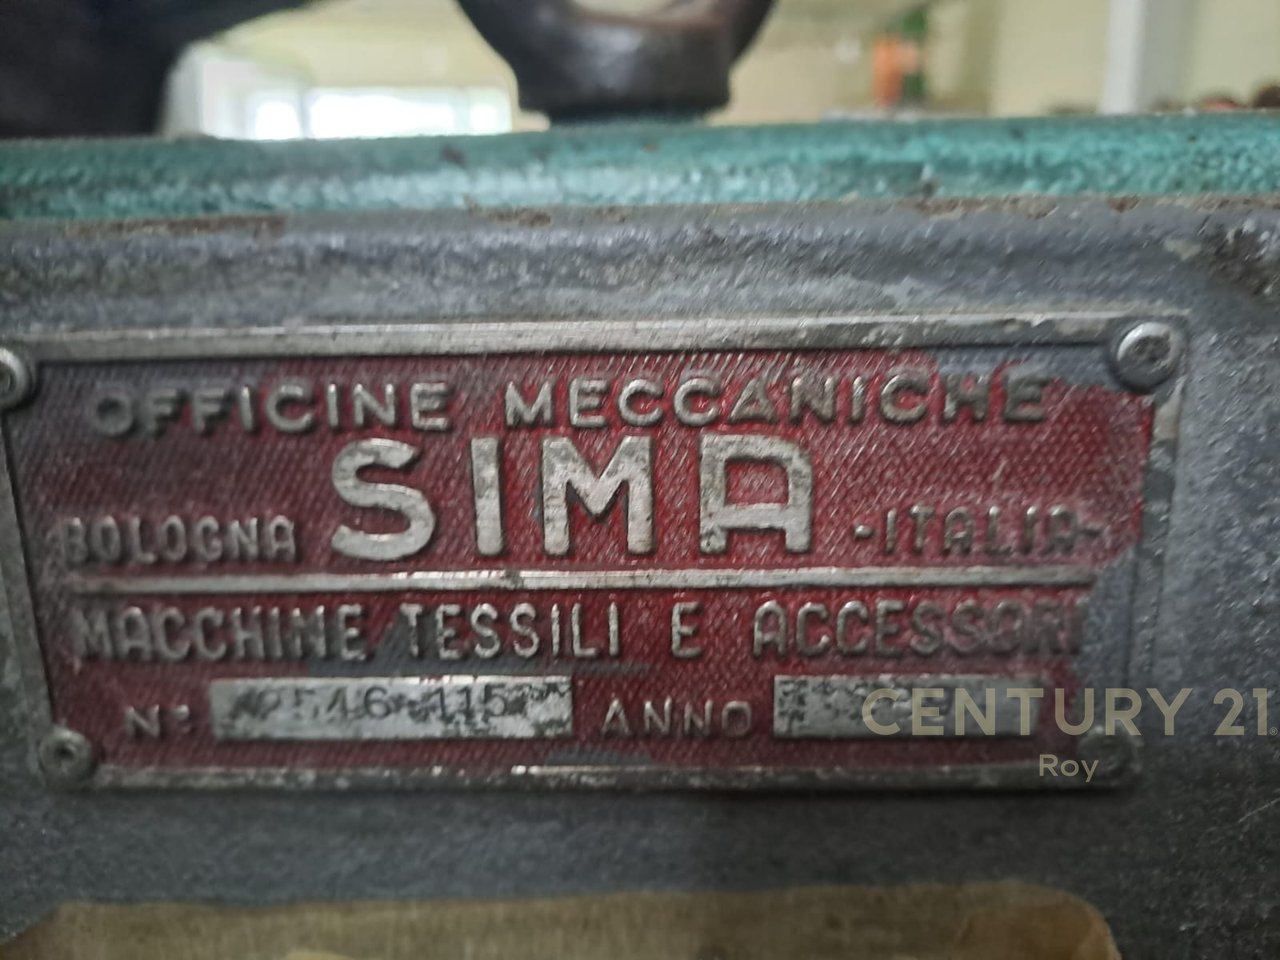 OFFICINE MECCANICHE
SIMA
BOLOGNA -ITALIA-
MACCHINE TESSILI E ACCESSORI
N: ANNO
CENTURY 21
Roy